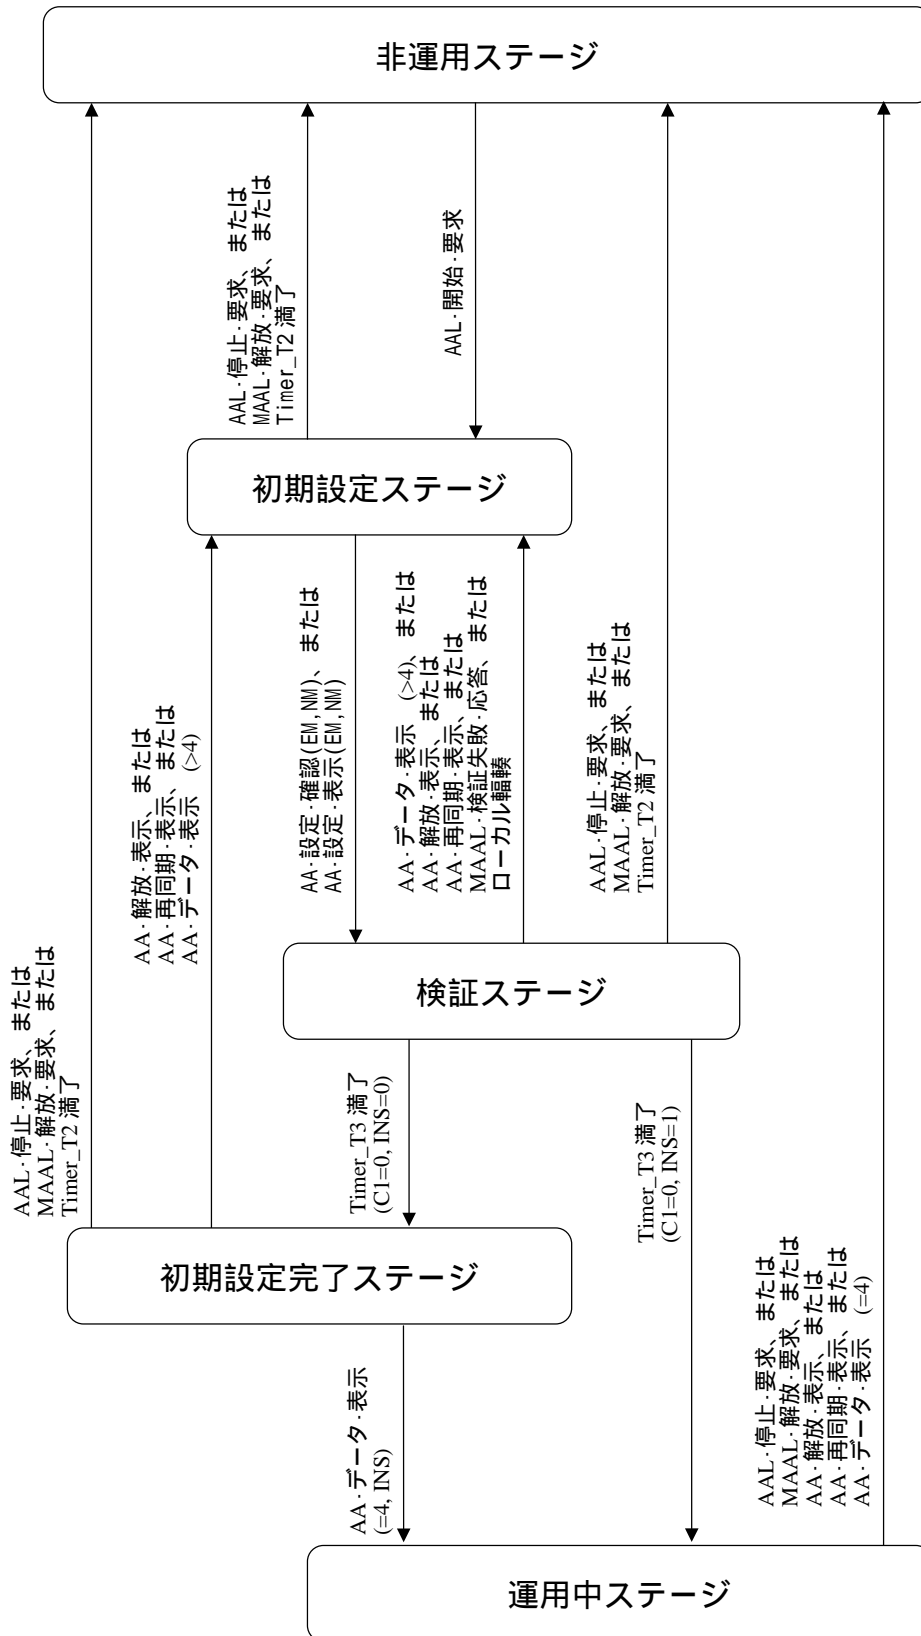 非運用ステージ
AAL·停止·要求、または
MAAL·解放·要求、または
Timer_T2 満了
AAL·開始·要求
初期設定ステージ
AA·解放·表示、または
AA·再同期·表示、または
AA·データ·表示 (>4)
AA·設定·確認(EM,NM)、または
AA·設定·表示(EM,NM)
AA·データ·表示 (>4)、または
AA·解放·表示、または
AA·再同期·表示、または
MAAL·検証失敗·応答、または
ローカル輻輳
AAL·停止·要求、または
MAAL·解放·要求、または
Timer_T2 満了
検証ステージ
AAL·停止·要求、または
MAAL·解放·要求、または
Timer_T2 満了
Timer_T3 満了
(C1=0, INS=0)
Timer_T3 満了
(C1=0, INS=1)
初期設定完了ステージ
AA·データ·表示
(=4, INS)
AAL·停止·要求、または
MAAL·解放·要求、または
AA·解放·表示、または
AA·再同期·表示、または
AA·データ·表示 (=4)
運用中ステージ